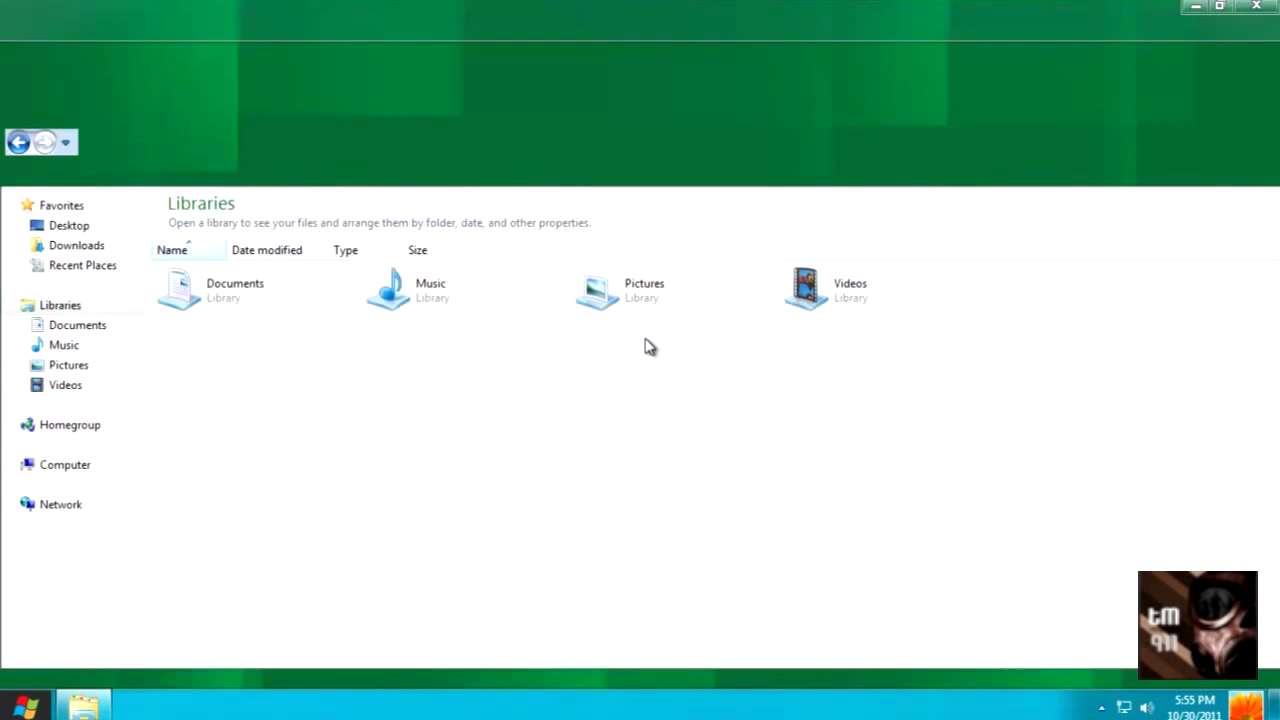 Favorites
Desktop
Downloads
Recent Places
Libraries
Documents
Music
Pictures
Videos
Homegroup
Computer
Network
Libraries
Open a library to see your files and arrange them by folder, date, and other properties.
Name Date modified Type Size
Documents
Library
Music
Library
Pictures
Library
Videos
Library
tM
911
5:55 PM
10/30/2011